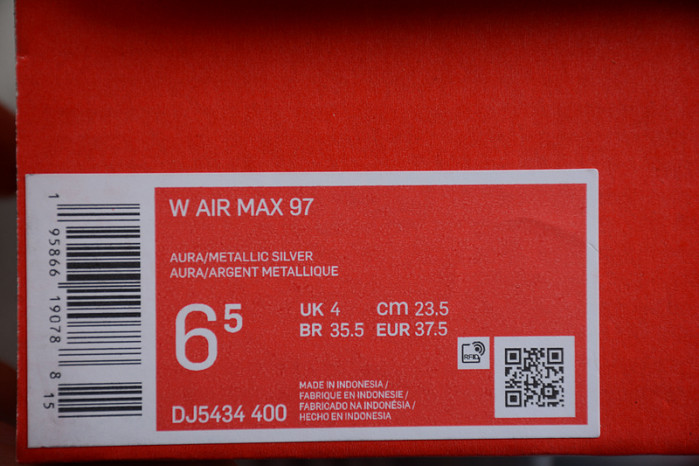 W AIR MAX 97
AURA/METALLIC SILVER
AURA/ARGENT METALLIQUE
6.5
UK 4 cm 23.5
BR 35.5 EUR 37.5
RFID
MADE IN INDONESIA /
FABRIQUE EN INDONESIE /
FABRICADO NA INDONÉSIA /
HECHO EN INDONESIA
DJ5434 400
1 95866 19078 8 15